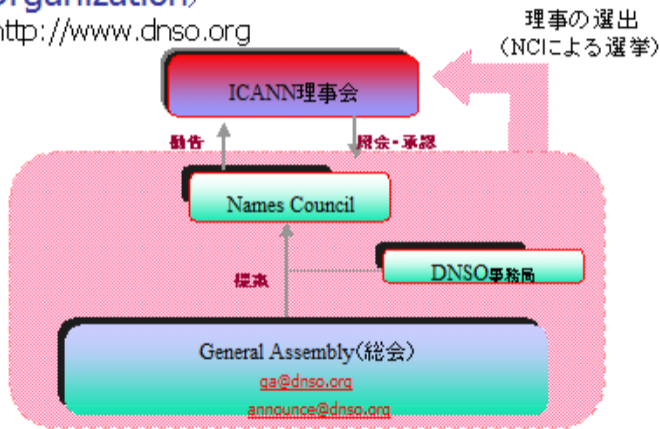 Organization)
http://www.dnso.org
理事の選出
(NCによる選挙)
ICANN理事会
勧告
照会・承認
Names Council
DNSO事務局
提案
General Assembly(総会)
ga@dnso.org
announce@dnso.org